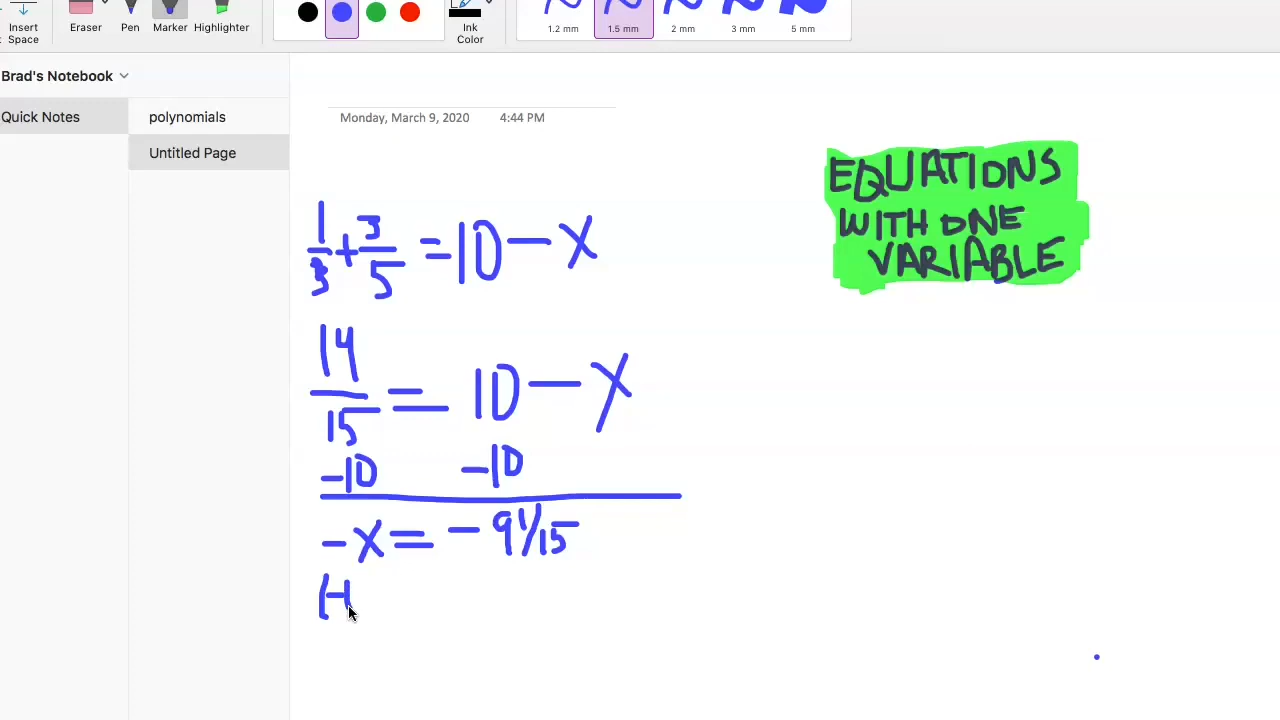 Insert Space
Eraser
Pen
Marker
Highlighter
Ink Color
1.2 mm
1.5 mm
2 mm
3 mm
5 mm
Brad's Notebook
Quick Notes
polynomials
Untitled Page
Monday, March 9, 2020 4:44 PM
EQUATIONS
WITH ONE
VARIABLE
1/3 + 3/5 = 10 − X
14/15 = 10 − X
−10 −10
−X = − 9 1/15
(−1